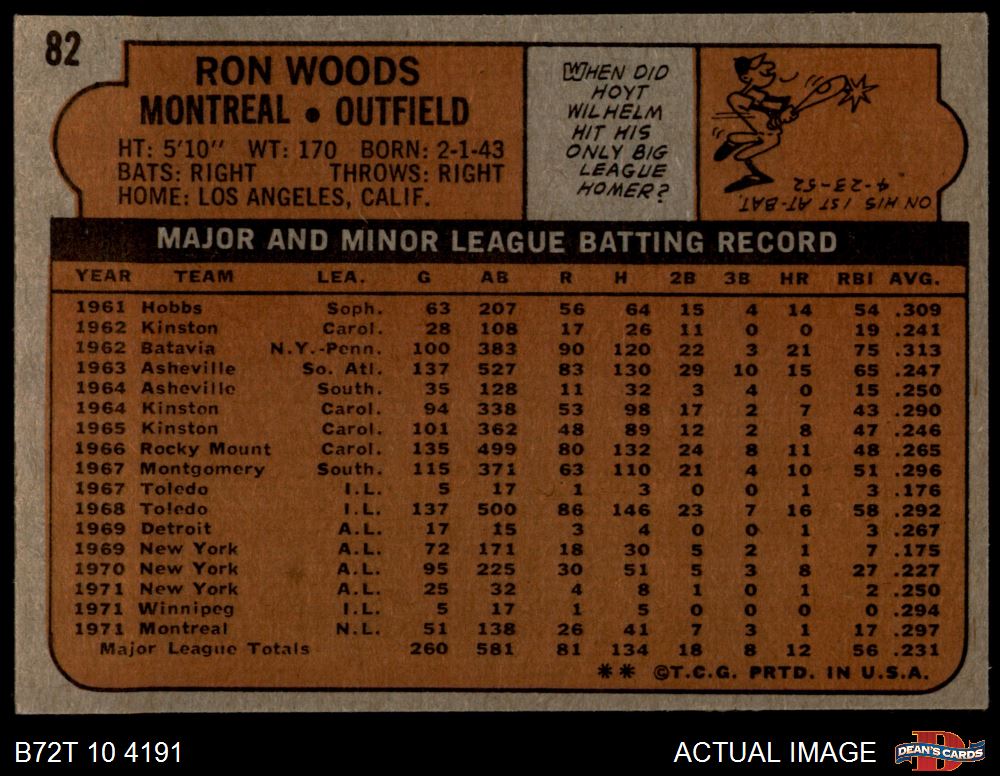 82
RON WOODS
MONTREAL • OUTFIELD
HT: 5'10" WT: 170 BORN: 2-1-43
BATS: RIGHT THROWS: RIGHT
HOME: LOS ANGELES, CALIF.
WHEN DID
HOYT
WILHELM
HIT HIS
ONLY BIG
LEAGUE
HOMER?
ON HIS 1ST AT-BAT
4-23-52
MAJOR AND MINOR LEAGUE BATTING RECORD
YEAR TEAM LEA. G AB R H 2B 3B HR RBI AVG.
1961 Hobbs Soph. 63 207 56 64 15 4 14 54 .309
1962 Kinston Carol. 28 108 17 26 11 0 0 19 .241
1962 Batavia N.Y.-Penn. 100 383 90 120 22 3 21 75 .313
1963 Asheville So. Atl. 137 527 83 130 29 10 15 65 .247
1964 Asheville South. 35 128 11 32 3 4 0 15 .250
1964 Kinston Carol. 94 338 53 98 17 2 7 43 .290
1965 Kinston Carol. 101 362 48 89 12 2 8 47 .246
1966 Rocky Mount Carol. 135 499 80 132 24 8 11 48 .265
1967 Montgomery South. 115 371 63 110 21 4 10 51 .296
1967 Toledo I.L. 5 17 1 3 0 0 1 3 .176
1968 Toledo I.L. 137 500 86 146 23 7 16 58 .292
1969 Detroit A.L. 17 15 3 4 0 0 1 3 .267
1969 New York A.L. 72 171 18 30 5 2 1 7 .175
1970 New York A.L. 95 225 30 51 5 3 8 27 .227
1971 New York A.L. 25 32 4 8 1 0 1 2 .250
1971 Winnipeg I.L. 5 17 1 5 0 0 0 0 .294
1971 Montreal N.L. 51 138 26 41 7 3 1 17 .297
Major League Totals 260 581 81 134 18 8 12 56 .231
** ©T.C.G. PRTD. IN U.S.A.
B72T 10 4191
ACTUAL IMAGE
D
DEAN'S CARDS